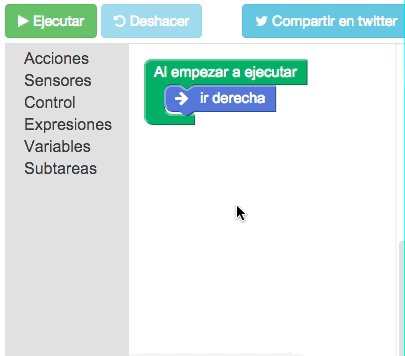 Ejecutar Deshacer Compartir en twitter
Acciones
Sensores
Control
Expresiones
Variables
Subtareas
Al empezar a ejecutar
ir derecha